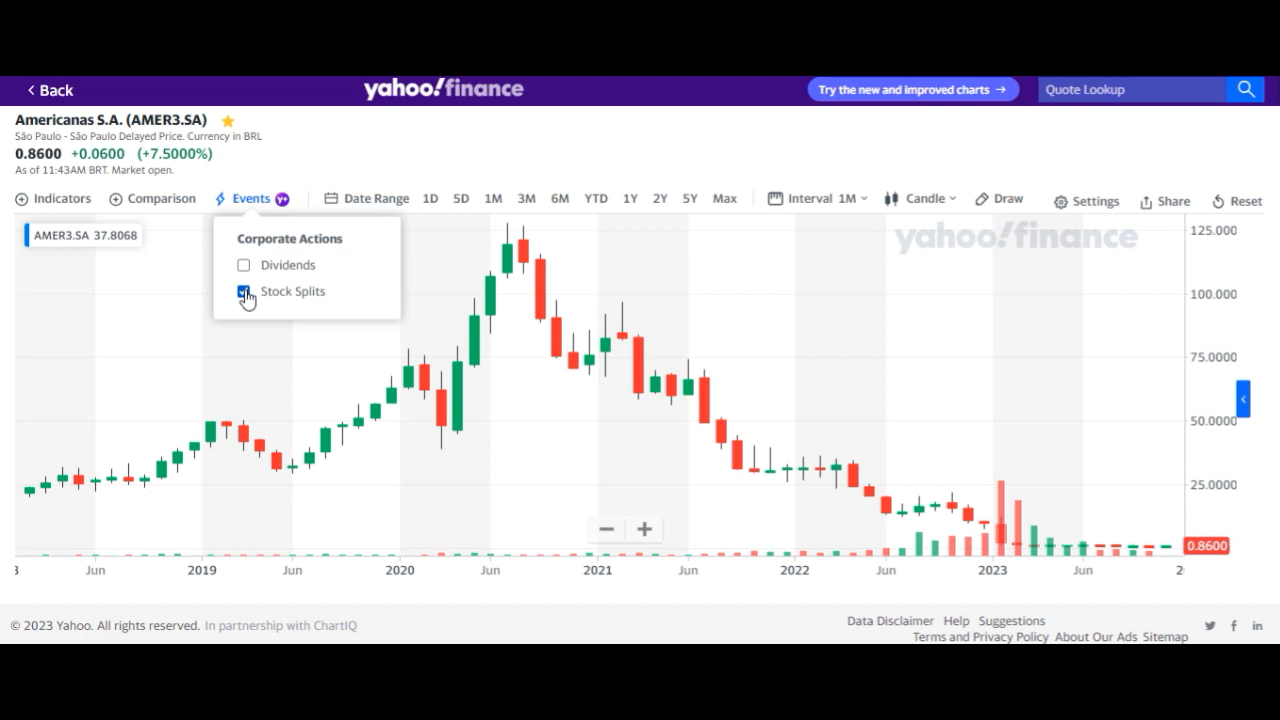 < Back
yahoo!finance
Try the new and improved charts →
Quote Lookup
Americanas S.A. (AMER3.SA)
São Paulo - São Paulo Delayed Price. Currency in BRL
0.8600 +0.0600 (+7.5000%)
As of 11:43AM BRT. Market open.
Indicators Comparison Events Y+ Date Range 1D 5D 1M 3M 6M YTD 1Y 2Y 5Y Max Interval 1M Candle Draw Settings Share Reset
AMER3.SA 37.8068
Corporate Actions
Dividends
Stock Splits
yahoo!finance
125.0000
100.0000
75.0000
50.0000
25.0000
0.8600
3 Jun 2019 Jun 2020 Jun 2021 Jun 2022 Jun 2023 Jun 2
© 2023 Yahoo. All rights reserved. In partnership with ChartIQ
Data Disclaimer Help Suggestions
Terms and Privacy Policy About Our Ads Sitemap